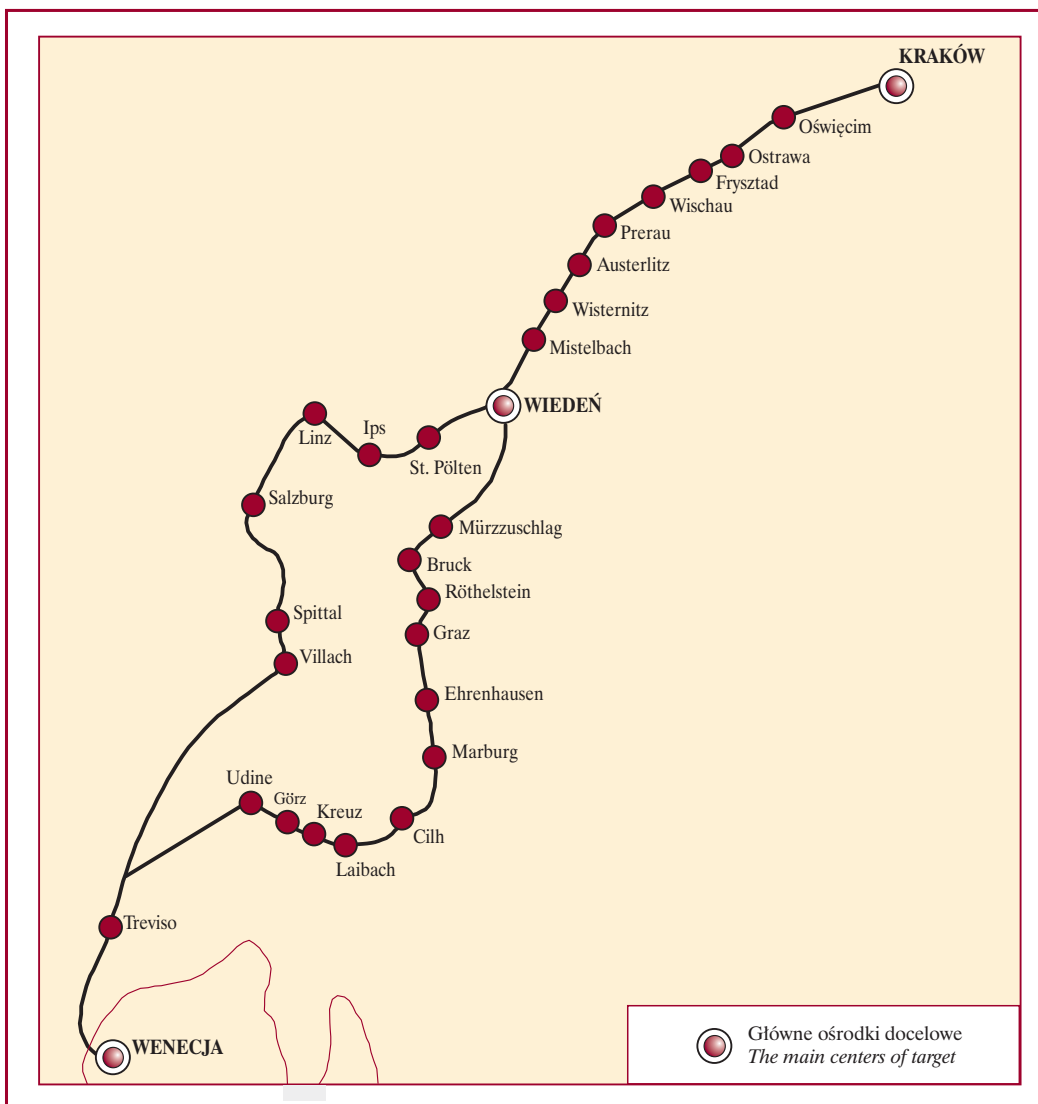 KRAKÓW
Oświęcim
Ostrawa
Frysztad
Wischau
Prerau
Austerlitz
Wisternitz
Mistelbach
WIEDEŃ
Linz
Ips
St. Pölten
Salzburg
Mürzzuschlag
Bruck
Röthelstein
Spittal
Graz
Villach
Ehrenhausen
Marburg
Udine
Görz
Kreuz
Cilh
Laibach
Treviso
WENECJA
Główne ośrodki docelowe
The main centers of target